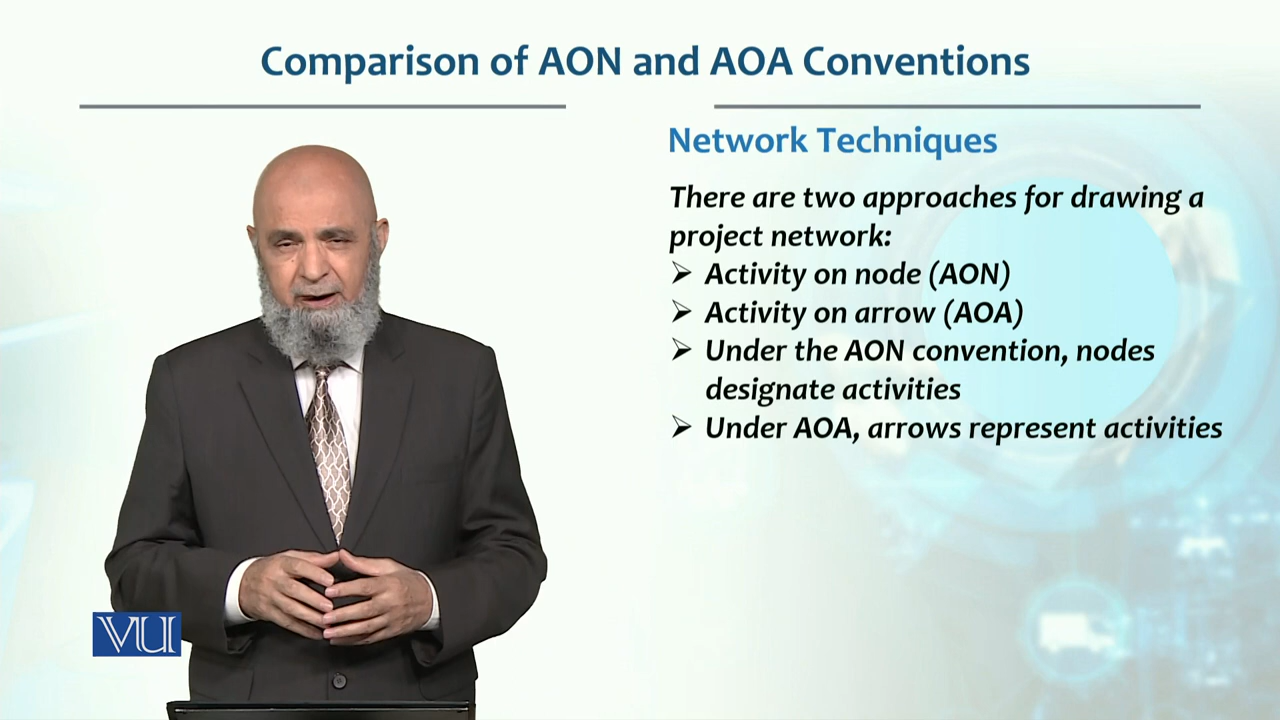 Comparison of AON and AOA Conventions
Network Techniques
There are two approaches for drawing a
project network:
➢ Activity on node (AON)
➢ Activity on arrow (AOA)
➢ Under the AON convention, nodes
designate activities
➢ Under AOA, arrows represent activities
VU